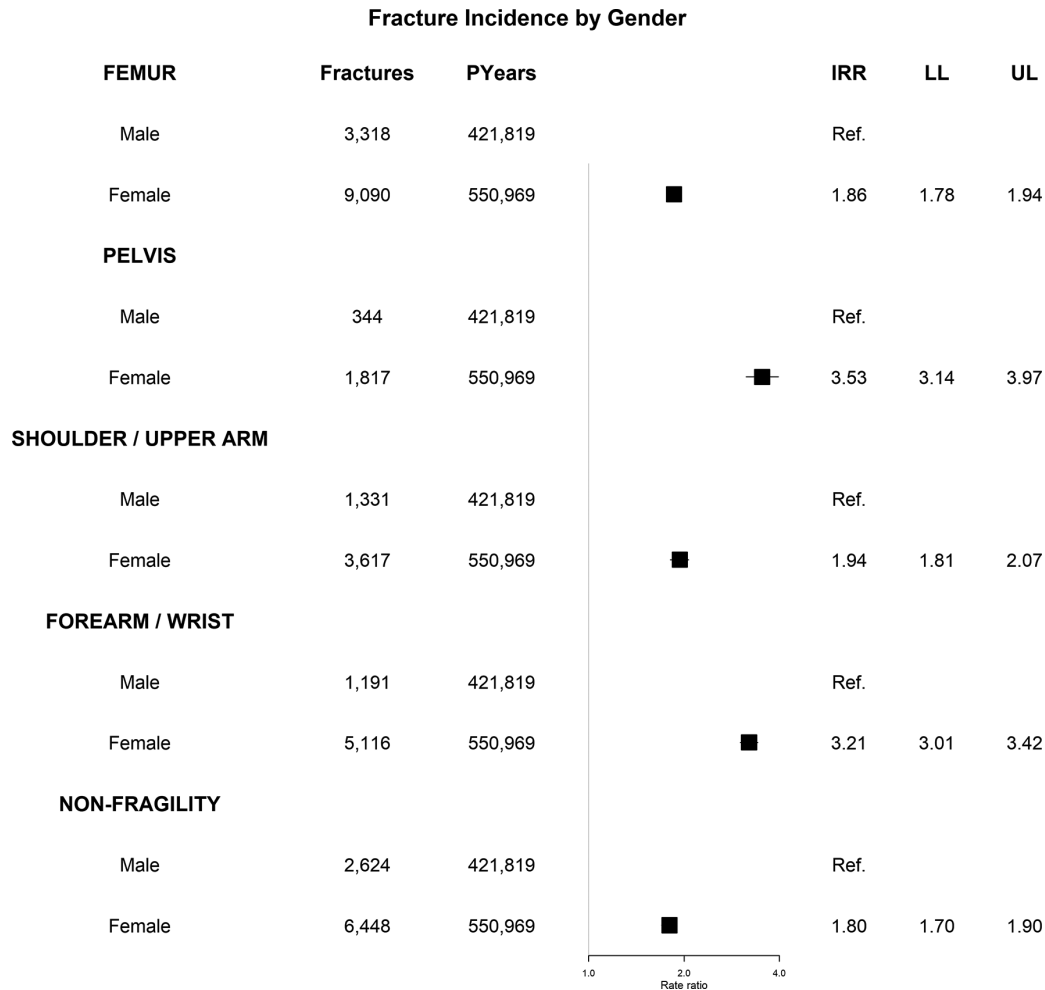 Fracture Incidence by Gender
FEMUR Fractures PYears IRR LL UL
Male 3,318 421,819 Ref.
Female 9,090 550,969 1.86 1.78 1.94
PELVIS
Male 344 421,819 Ref.
Female 1,817 550,969 3.53 3.14 3.97
SHOULDER / UPPER ARM
Male 1,331 421,819 Ref.
Female 3,617 550,969 1.94 1.81 2.07
FOREARM / WRIST
Male 1,191 421,819 Ref.
Female 5,116 550,969 3.21 3.01 3.42
NON-FRAGILITY
Male 2,624 421,819 Ref.
Female 6,448 550,969 1.80 1.70 1.90
1.0 2.0 4.0
Rate ratio